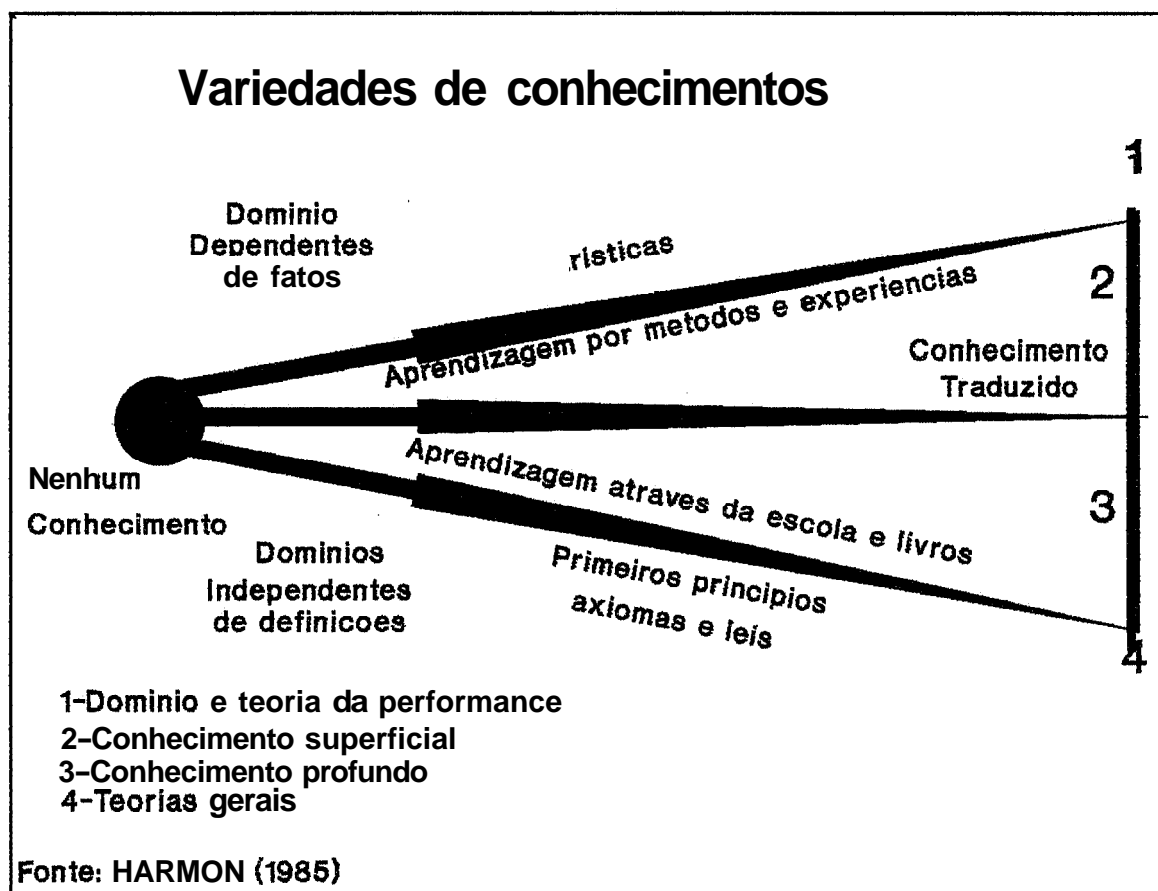 Variedades de conhecimentos
1
Dominio
Dependentes
de fatos
rísticas
2
Aprendizagem por metodos e experiencias
Conhecimento
Traduzido
Nenhum
Conhecimento
Aprendizagem atraves da escola e livros
3
Dominios
Independentes
de definicoes
Primeiros principios
axiomas e leis
4
1-Dominio e teoria da performance
2-Conhecimento superficial
3-Conhecimento profundo
4-Teorias gerais
Fonte: HARMON (1985)